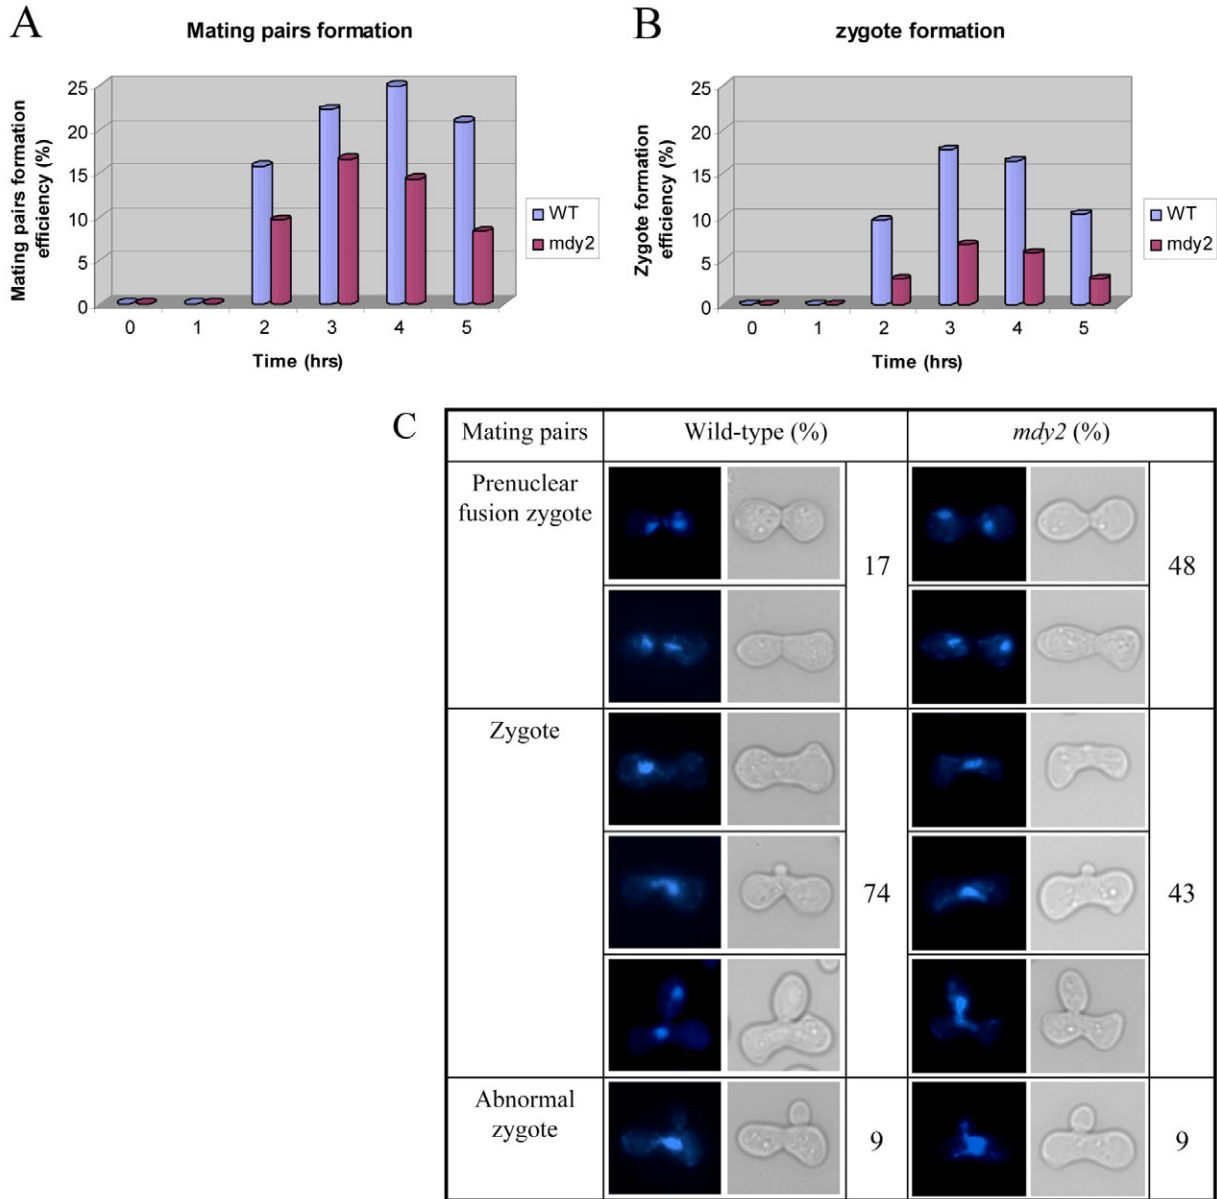 A
Mating pairs formation
Mating pairs formation
efficiency (%)
25
20
15
10
5
0
0 1 2 3 4 5
Time (hrs)
WT
mdy2
B
zygote formation
Zygote formation
efficiency (%)
25
20
15
10
5
0
0 1 2 3 4 5
Time (hrs)
WT
mdy2
C
Mating pairs Wild-type (%) mdy2 (%)
Prenuclear
fusion zygote
17 48
Zygote
74 43
Abnormal
zygote
9 9